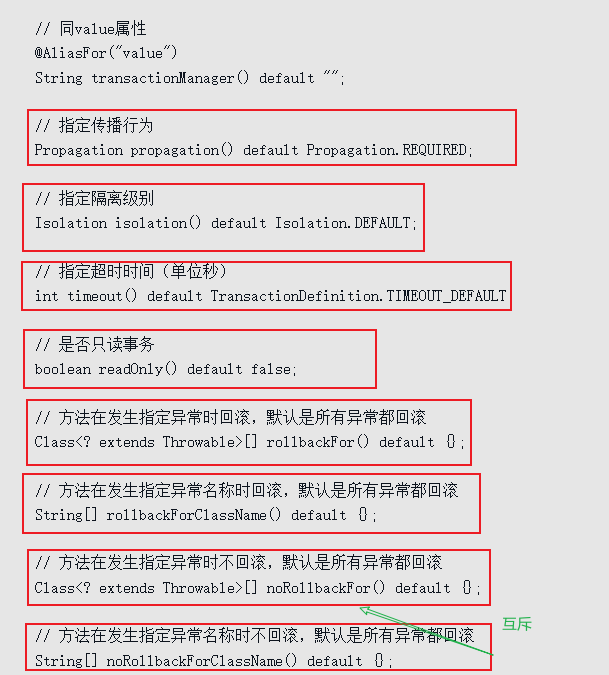 // 同value属性
@AliasFor("value")
String transactionManager() default "";
// 指定传播行为
Propagation propagation() default Propagation.REQUIRED;
// 指定隔离级别
Isolation isolation() default Isolation.DEFAULT;
// 指定超时时间（单位秒）
int timeout() default TransactionDefinition.TIMEOUT_DEFAULT
// 是否只读事务
boolean readOnly() default false;
// 方法在发生指定异常时回滚，默认是所有异常都回滚
Class<? extends Throwable>[] rollbackFor() default {};
// 方法在发生指定异常名称时回滚，默认是所有异常都回滚
String[] rollbackForClassName() default {};
// 方法在发生指定异常时不回滚，默认是所有异常都回滚
Class<? extends Throwable>[] noRollbackFor() default {};
互斥
// 方法在发生指定异常名称时不回滚，默认是所有异常都回滚
String[] noRollbackForClassName() default {};